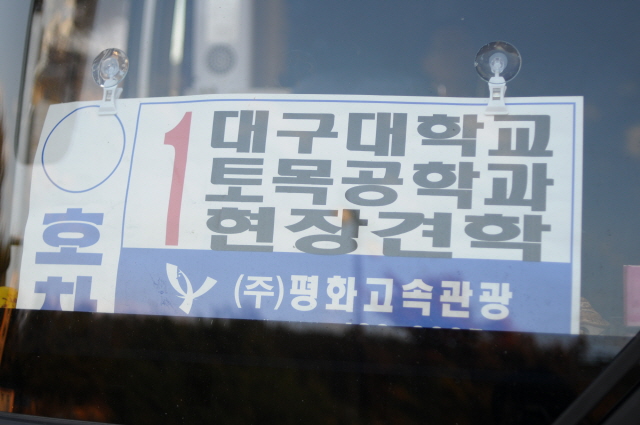 1
대구대학교
토목공학과
현장견학
호차
(주)평화고속관광